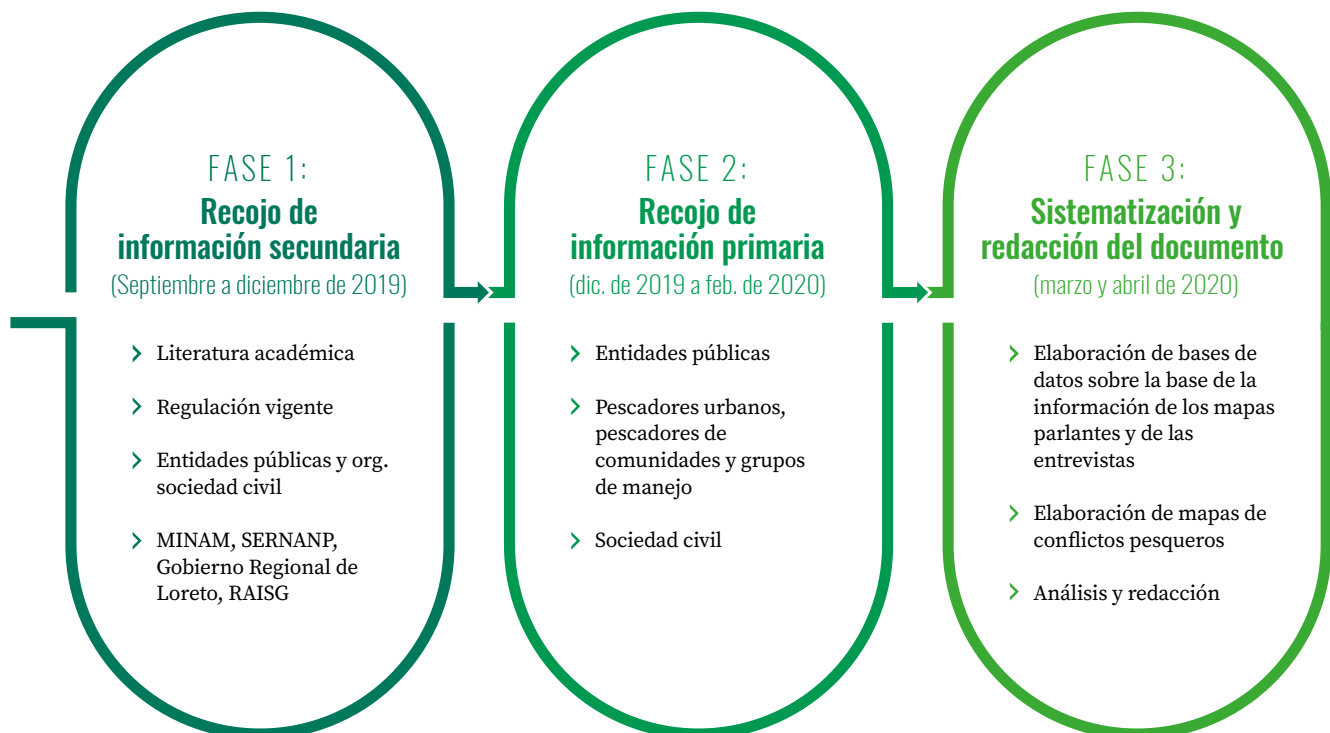 FASE 1:
Recojo de
información secundaria
(Septiembre a diciembre de 2019)
Literatura académica
Regulación vigente
Entidades públicas y org.
sociedad civil
MINAM, SERNANP,
Gobierno Regional de
Loreto, RAISG
FASE 2:
Recojo de
información primaria
(dic. de 2019 a feb. de 2020)
Entidades públicas
Pescadores urbanos,
pescadores de
comunidades y grupos
de manejo
Sociedad civil
FASE 3:
Sistematización y
redacción del documento
(marzo y abril de 2020)
Elaboración de bases de
datos sobre la base de la
información de los mapas
parlantes y de las
entrevistas
Elaboración de mapas de
conflictos pesqueros
Análisis y redacción